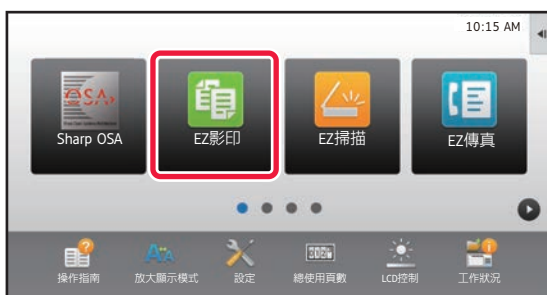 10:15 AM
OSA
Sharp OSA
EZ影印
EZ掃描
EZ傳真
操作指南
放大顯示模式
設定
總使用頁數
LCD控制
工作狀況